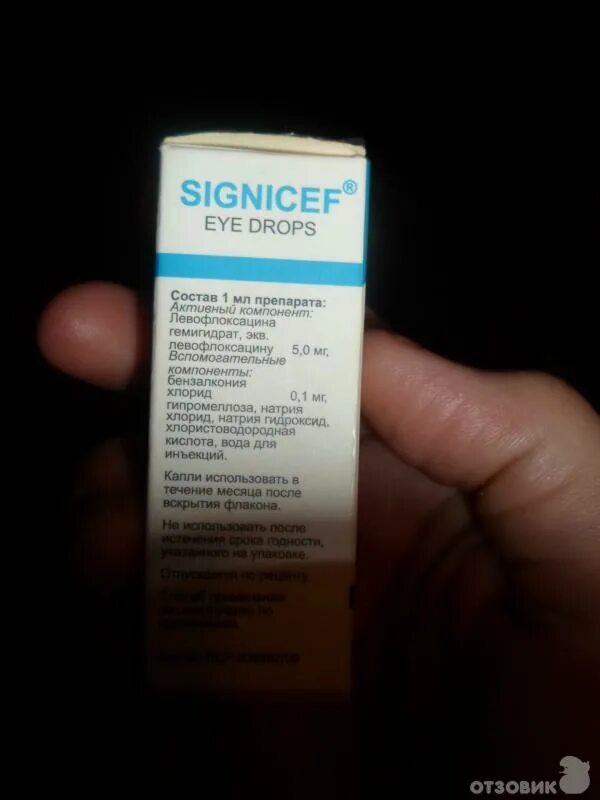 SIGNICEF®
EYE DROPS
Состав 1 мл препарата:
Активный компонент:
Левофлоксацина
гемигидрат, экв.
левофлоксацину 5,0 мг,
Вспомогательные
компоненты:
бензалкония
хлорид 0,1 мг,
гипромеллоза, натрия
хлорид, натрия гидроксид,
хлористоводородная
кислота, вода для
инъекций.
Капли использовать в
течение месяца после
вскрытия флакона.
Не использовать после
истечения срока годности,
указанного на упаковке.
Отпускается по рецепту.
Способ применения
ОТЗОВИК